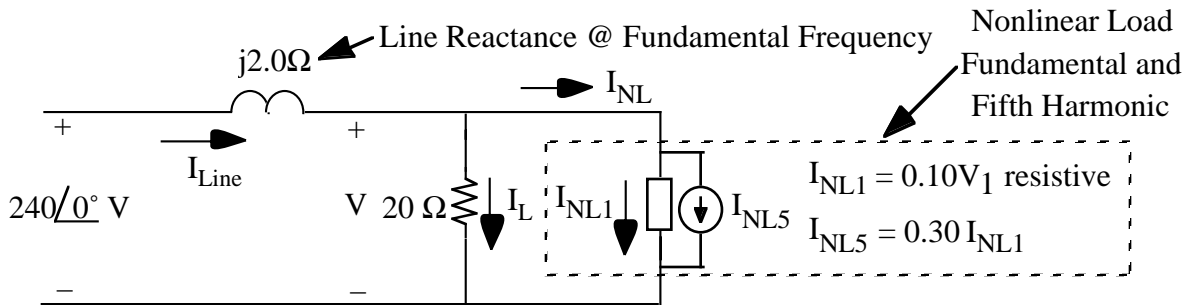 Nonlinear Load
Fundamental and
Fifth Harmonic
Line Reactance @ Fundamental Frequency
j2.0Ω
I_NL
+
+
I_Line
240/0° V
V
20 Ω
I_L
I_NL1
I_NL5
I_NL1 = 0.10V_1 resistive
I_NL5 = 0.30 I_NL1
−
−